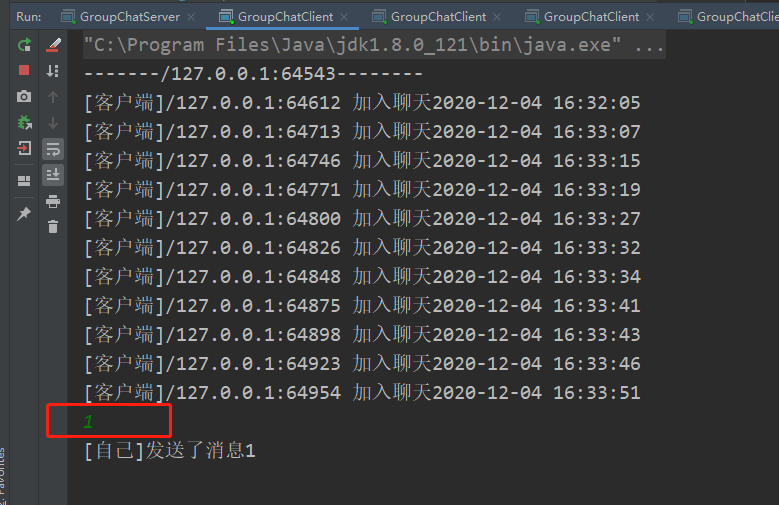 Run: GroupChatServer × GroupChatClient × GroupChatClient × GroupChatClient × GroupChatClien
"C:\Program Files\Java\jdk1.8.0_121\bin\java.exe" ...
-------/127.0.0.1:64543--------
[客户端]/127.0.0.1:64612 加入聊天2020-12-04 16:32:05
[客户端]/127.0.0.1:64713 加入聊天2020-12-04 16:33:07
[客户端]/127.0.0.1:64746 加入聊天2020-12-04 16:33:15
[客户端]/127.0.0.1:64771 加入聊天2020-12-04 16:33:19
[客户端]/127.0.0.1:64800 加入聊天2020-12-04 16:33:27
[客户端]/127.0.0.1:64826 加入聊天2020-12-04 16:33:32
[客户端]/127.0.0.1:64848 加入聊天2020-12-04 16:33:34
[客户端]/127.0.0.1:64875 加入聊天2020-12-04 16:33:41
[客户端]/127.0.0.1:64898 加入聊天2020-12-04 16:33:43
[客户端]/127.0.0.1:64923 加入聊天2020-12-04 16:33:46
[客户端]/127.0.0.1:64954 加入聊天2020-12-04 16:33:51
1
[自己]发送了消息1
Favorites